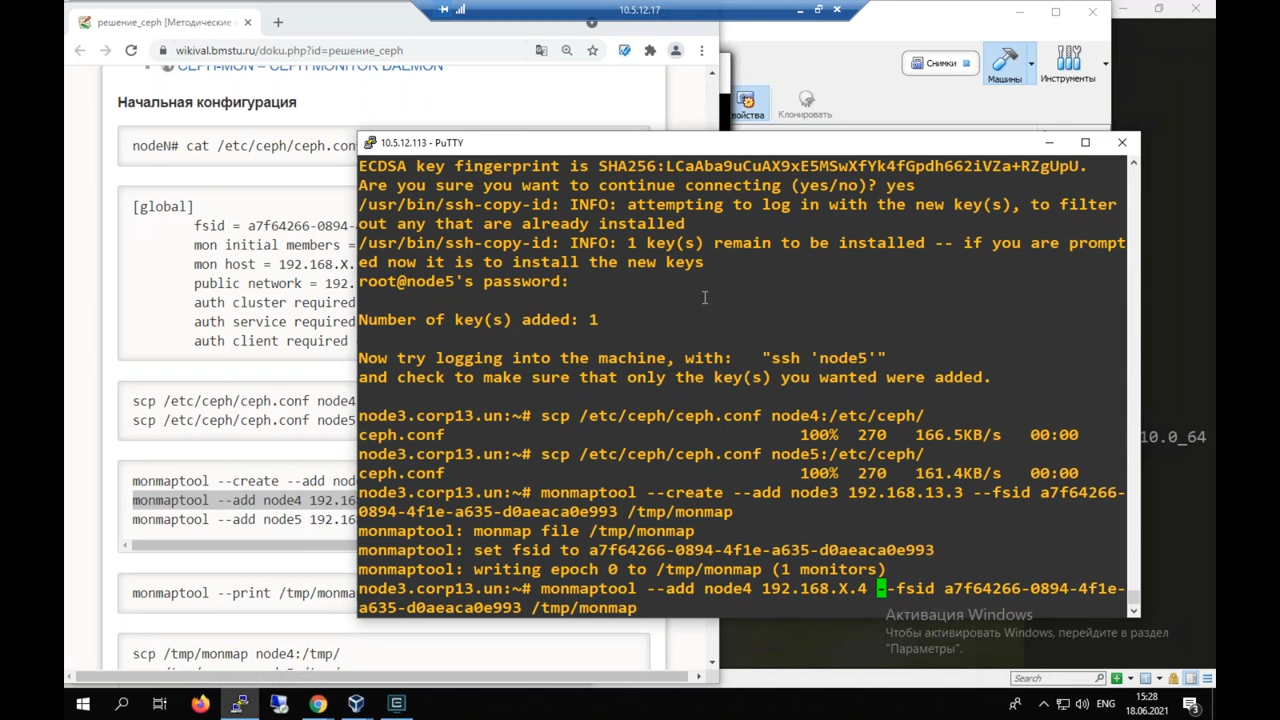 10.5.12.17
решение_ceph [Методические
wikival.bmstu.ru/doku.php?id=решение_ceph
Снимки
Машины
Инструменты
Клонировать
CEPH-MON – CEPH MONITOR DAEMON
Начальная конфигурация
nodeN# cat /etc/ceph/ceph.con
[global]
fsid = a7f64266-0894-
mon initial members =
mon host = 192.168.X.
public network = 192.
auth cluster required
auth service required
auth client required
scp /etc/ceph/ceph.conf node4
scp /etc/ceph/ceph.conf node5
monmaptool --create --add nod
monmaptool --add node4 192.16
monmaptool --add node5 192.16
monmaptool --print /tmp/monma
scp /tmp/monmap node4:/tmp/
10.5.12.113 - PuTTY
ECDSA key fingerprint is SHA256:LCaAba9uCuAX9xE5MSwXfYk4fGpdh662iVZa+RZgUpU.
Are you sure you want to continue connecting (yes/no)? yes
/usr/bin/ssh-copy-id: INFO: attempting to log in with the new key(s), to filter
out any that are already installed
/usr/bin/ssh-copy-id: INFO: 1 key(s) remain to be installed -- if you are prompt
ed now it is to install the new keys
root@node5's password:
Number of key(s) added: 1
Now try logging into the machine, with:   "ssh 'node5'"
and check to make sure that only the key(s) you wanted were added.
node3.corp13.un:~# scp /etc/ceph/ceph.conf node4:/etc/ceph/
ceph.conf 100% 270 166.5KB/s 00:00
node3.corp13.un:~# scp /etc/ceph/ceph.conf node5:/etc/ceph/
ceph.conf 100% 270 161.4KB/s 00:00
node3.corp13.un:~# monmaptool --create --add node3 192.168.13.3 --fsid a7f64266-
0894-4f1e-a635-d0aeaca0e993 /tmp/monmap
monmaptool: monmap file /tmp/monmap
monmaptool: set fsid to a7f64266-0894-4f1e-a635-d0aeaca0e993
monmaptool: writing epoch 0 to /tmp/monmap (1 monitors)
node3.corp13.un:~# monmaptool --add node4 192.168.X.4 --fsid a7f64266-0894-4f1e-
a635-d0aeaca0e993 /tmp/monmap
10.0_64
Активация Windows
Чтобы активировать Windows, перейдите в раздел
"Параметры".
Search
ENG
15:28
18.06.2021
3